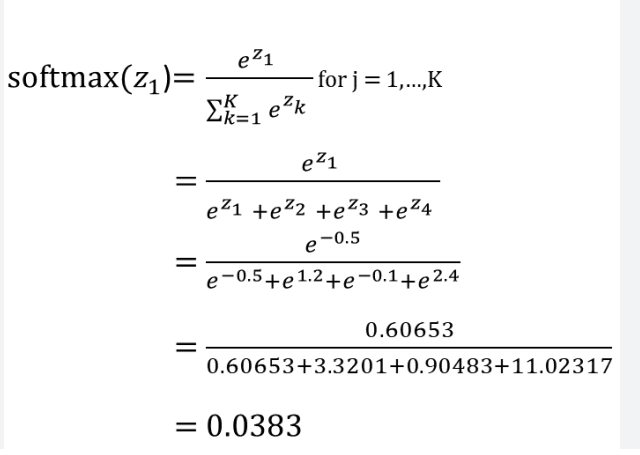 softmax(z₁)= e^z₁ / ∑ᴷₖ₌₁ e^zₖ for j = 1,...,K
= e^z₁ / e^z₁ +e^z₂ +e^z₃ +e^z₄
= e^−0.5 / e^−0.5+e^1.2+e^−0.1+e^2.4
= 0.60653 / 0.60653+3.3201+0.90483+11.02317
= 0.0383